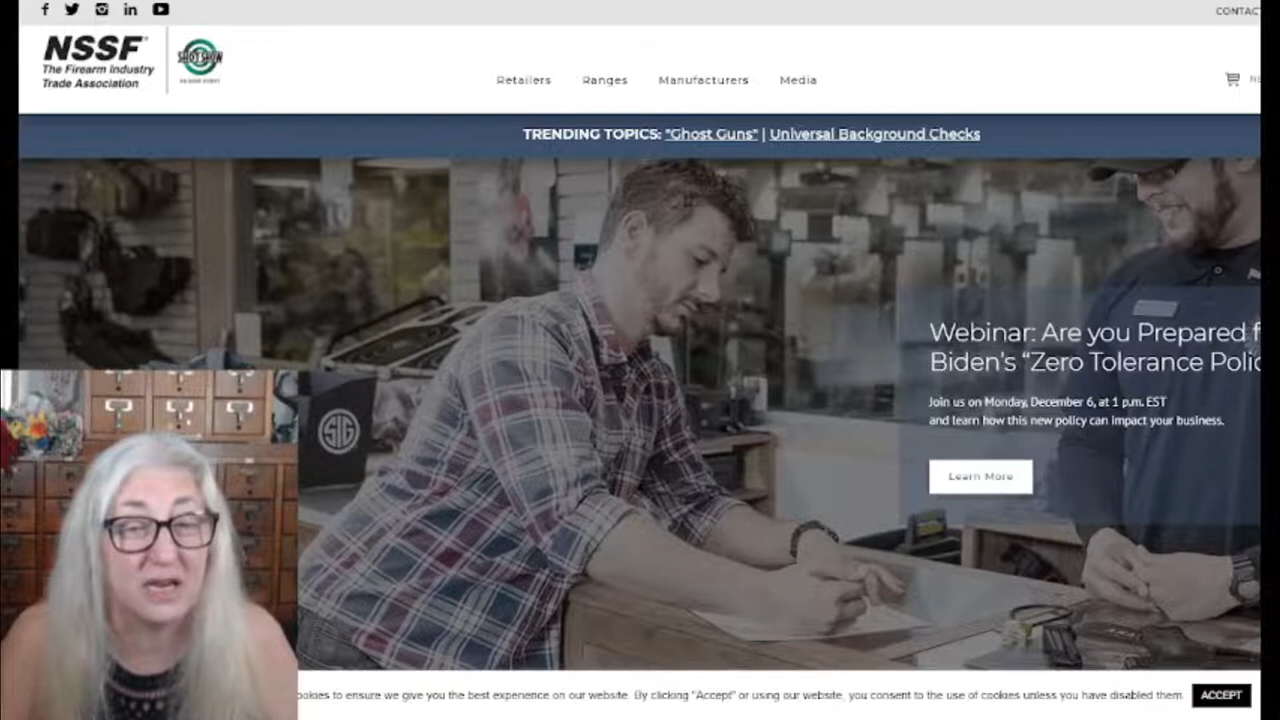 CONTAC
NSSF
The Firearm Industry
Trade Association
SHOT SHOW
Retailers
Ranges
Manufacturers
Media
TRENDING TOPICS: "Ghost Guns" | Universal Background Checks
Webinar: Are you Prepared f
Biden's "Zero Tolerance Polic
Join us on Monday, December 6, at 1 p.m. EST
and learn how this new policy can impact your business.
Learn More
SIG
ookies to ensure we give you the best experience on our website. By clicking "Accept" or using our website, you consent to the use of cookies unless you have disabled them.
ACCEPT